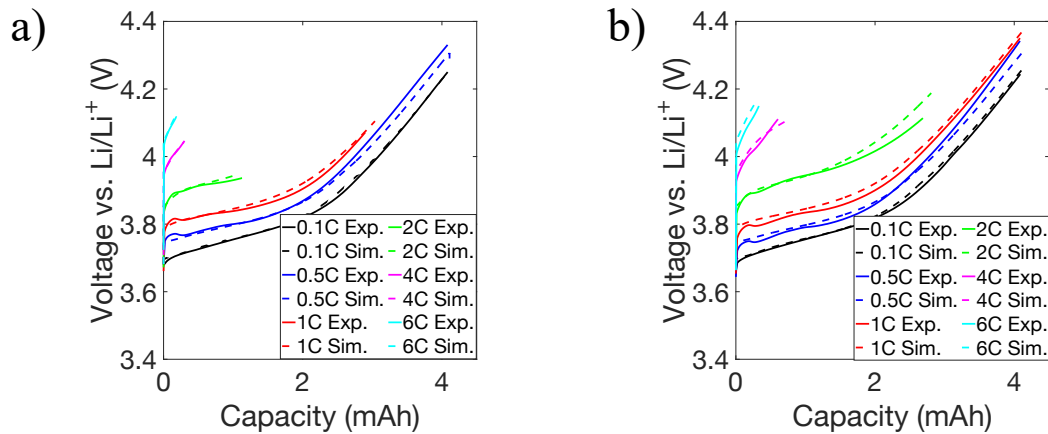 a)
Voltage vs. Li/Li+ (V)
4.4
4.2
4
3.8
3.6
3.4
0
2
4
Capacity (mAh)
0.1C Exp.
0.1C Sim.
0.5C Exp.
0.5C Sim.
1C Exp.
1C Sim.
2C Exp.
2C Sim.
4C Exp.
4C Sim.
6C Exp.
6C Sim.
b)
Voltage vs. Li/Li+ (V)
4.4
4.2
4
3.8
3.6
3.4
0
2
4
Capacity (mAh)
0.1C Exp.
0.1C Sim.
0.5C Exp.
0.5C Sim.
1C Exp.
1C Sim.
2C Exp.
2C Sim.
4C Exp.
4C Sim.
6C Exp.
6C Sim.